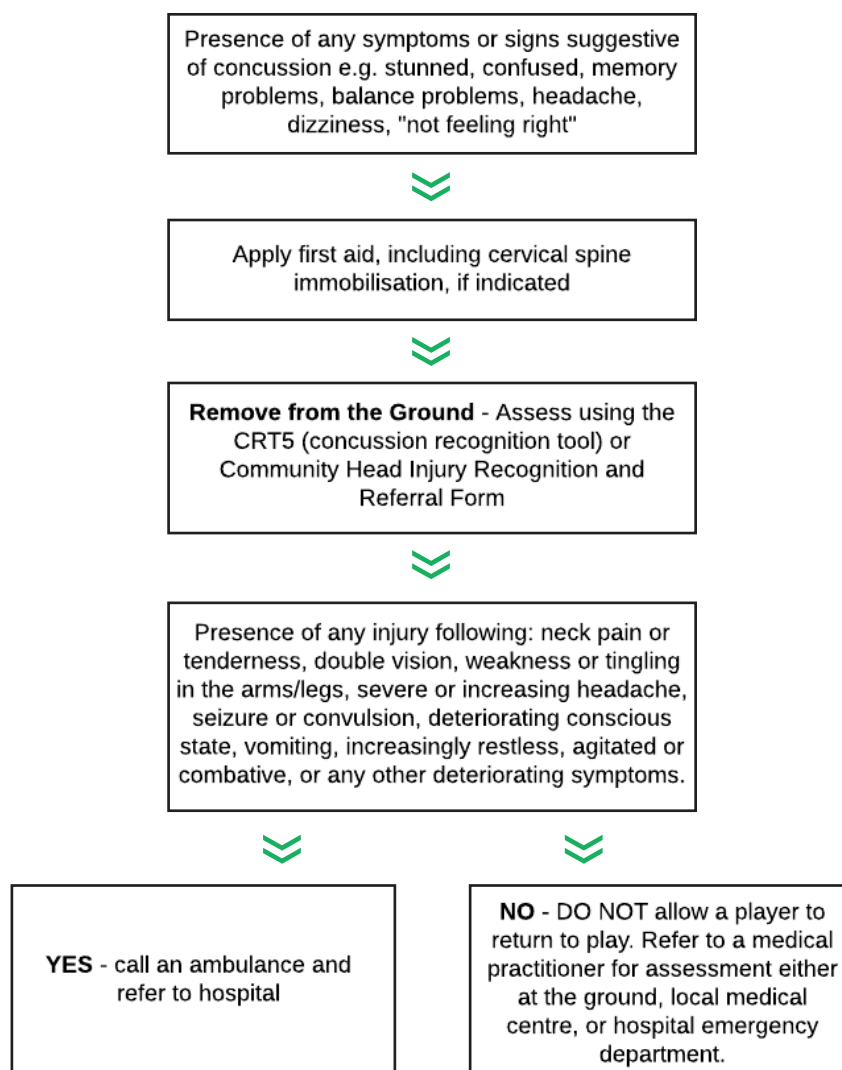 Presence of any symptoms or signs suggestive
of concussion e.g. stunned, confused, memory
problems, balance problems, headache,
dizziness, "not feeling right"
Apply first aid, including cervical spine
immobilisation, if indicated
Remove from the Ground - Assess using the
CRT5 (concussion recognition tool) or
Community Head Injury Recognition and
Referral Form
Presence of any injury following: neck pain or
tenderness, double vision, weakness or tingling
in the arms/legs, severe or increasing headache,
seizure or convulsion, deteriorating conscious
state, vomiting, increasingly restless, agitated or
combative, or any other deteriorating symptoms.
YES - call an ambulance and
refer to hospital
NO - DO NOT allow a player to
return to play. Refer to a medical
practitioner for assessment either
at the ground, local medical
centre, or hospital emergency
department.